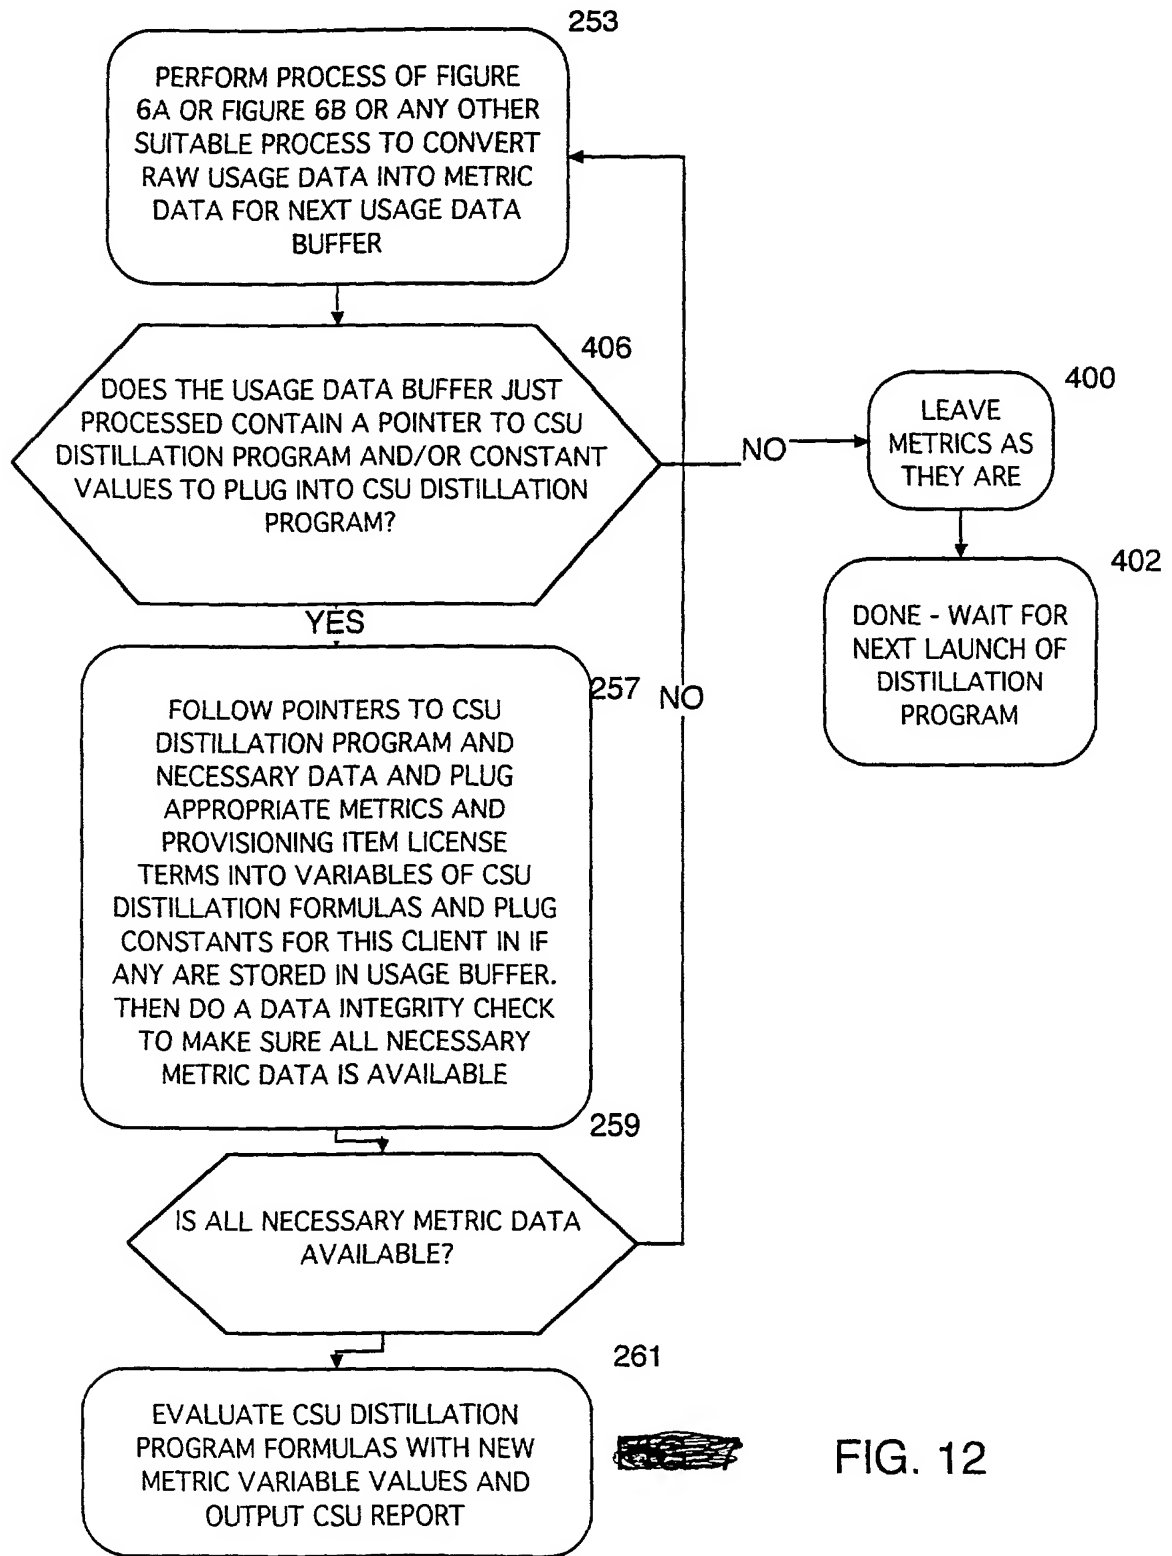 253
PERFORM PROCESS OF FIGURE
6A OR FIGURE 6B OR ANY OTHER
SUITABLE PROCESS TO CONVERT
RAW USAGE DATA INTO METRIC
DATA FOR NEXT USAGE DATA
BUFFER
406
DOES THE USAGE DATA BUFFER JUST
PROCESSED CONTAIN A POINTER TO CSU
DISTILLATION PROGRAM AND/OR CONSTANT
VALUES TO PLUG INTO CSU DISTILLATION
PROGRAM?
NO
400
LEAVE
METRICS AS
THEY ARE
402
DONE - WAIT FOR
NEXT LAUNCH OF
DISTILLATION
PROGRAM
YES
257
NO
FOLLOW POINTERS TO CSU
DISTILLATION PROGRAM AND
NECESSARY DATA AND PLUG
APPROPRIATE METRICS AND
PROVISIONING ITEM LICENSE
TERMS INTO VARIABLES OF CSU
DISTILLATION FORMULAS AND PLUG
CONSTANTS FOR THIS CLIENT IN IF
ANY ARE STORED IN USAGE BUFFER.
THEN DO A DATA INTEGRITY CHECK
TO MAKE SURE ALL NECESSARY
METRIC DATA IS AVAILABLE
259
IS ALL NECESSARY METRIC DATA
AVAILABLE?
261
EVALUATE CSU DISTILLATION
PROGRAM FORMULAS WITH NEW
METRIC VARIABLE VALUES AND
OUTPUT CSU REPORT
FIG. 12